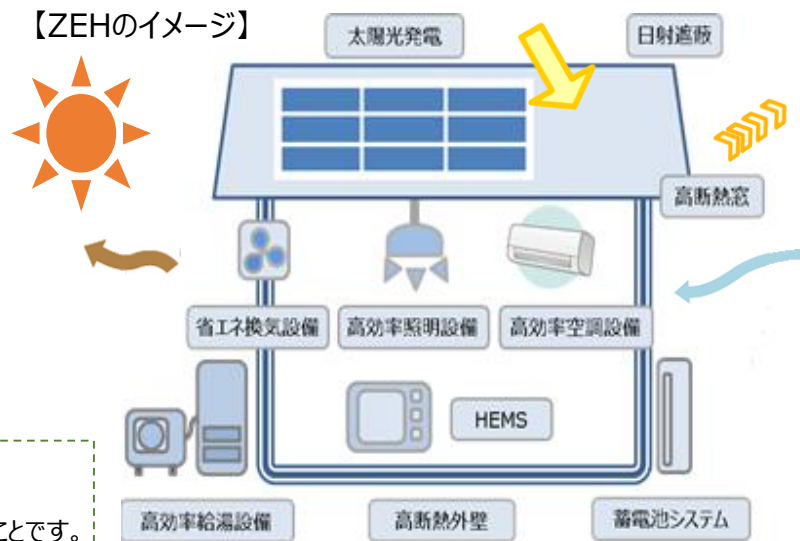 【ZEHのイメージ】
太陽光発電
日射遮蔽
高断熱窓
省エネ換気設備
高効率照明設備
高効率空調設備
HEMS
ことです。
高効率給湯設備
高断熱外壁
蓄電池システム